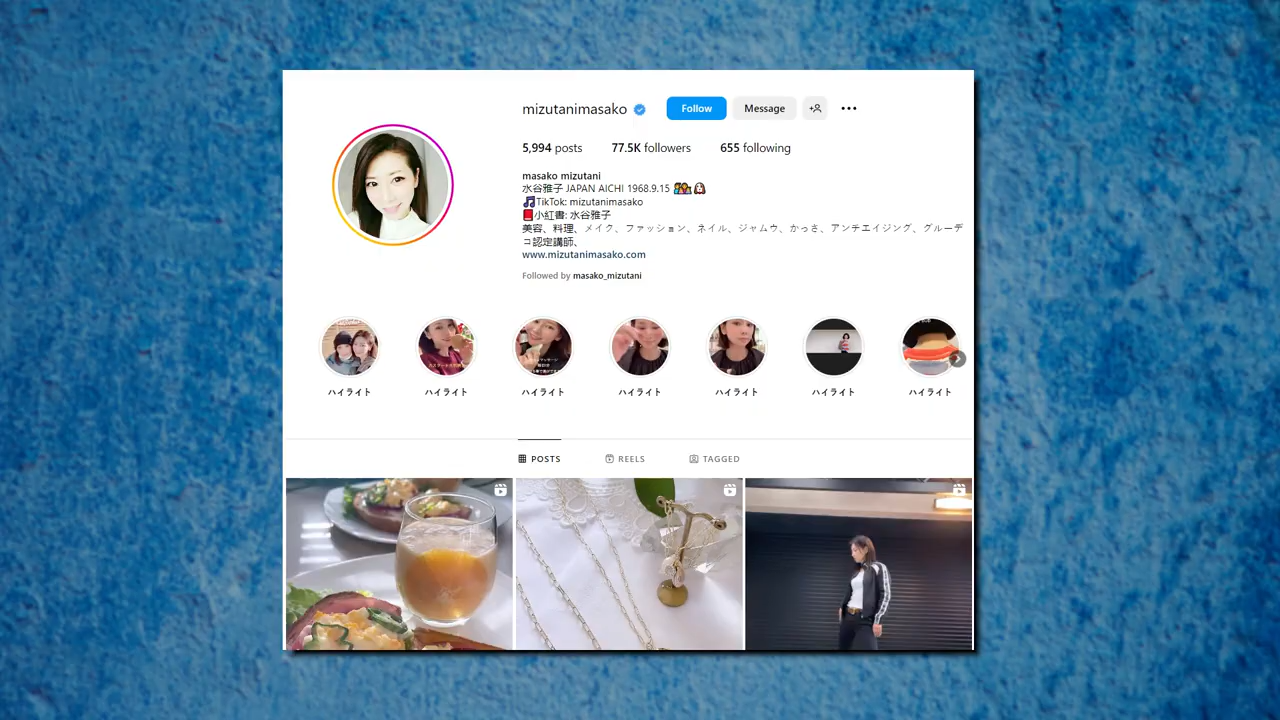 mizutanimasako
Follow
Message
5,994 posts
77.5K followers
655 following
masako mizutani
水谷雅子 JAPAN AICHI 1968.9.15
TikTok: mizutanimasako
小紅書: 水谷雅子
美容、料理、メイク、ファッション、ネイル、ジャムウ、かっさ、アンチエイジング、グルーデ
コ認定講師、
www.mizutanimasako.com
Followed by masako_mizutani
ハイライト
ハイライト
ハイライト
ハイライト
ハイライト
ハイライト
ハイライト
POSTS
REELS
TAGGED